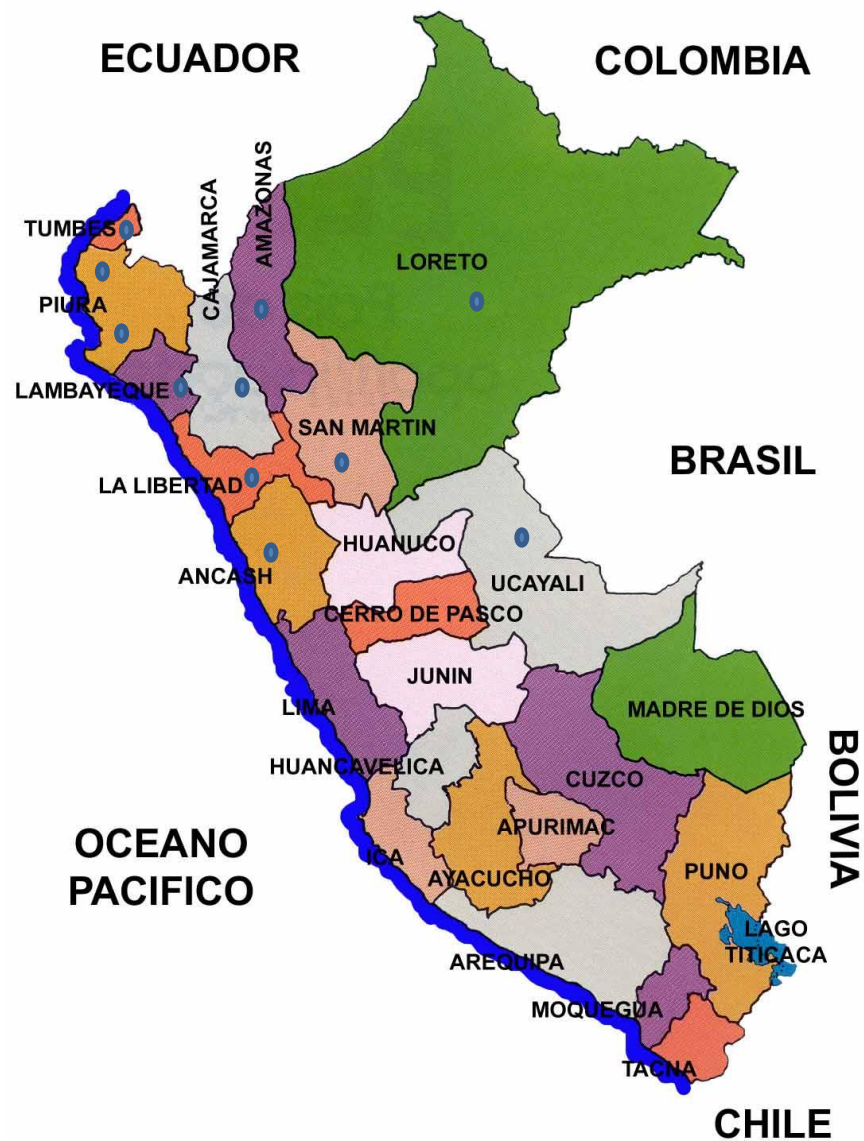 ECUADOR
COLOMBIA
CAJAMARCA
AMAZONAS
TUMBES
LORETO
PIURA
LAMBAYEQUE
SAN MARTIN
BRASIL
LA LIBERTAD
HUANUCO
ANCASH
UCAYALI
CERRO DE PASCO
JUNIN
LIMA
MADRE DE DIOS
HUANCAVELICA
CUZCO
BOLIVIA
APURIMAC
OCEANO
PACIFICO
ICA
AYACUCHO
PUNO
LAGO
TITICACA
AREQUIPA
MOQUEGUA
TACNA
CHILE